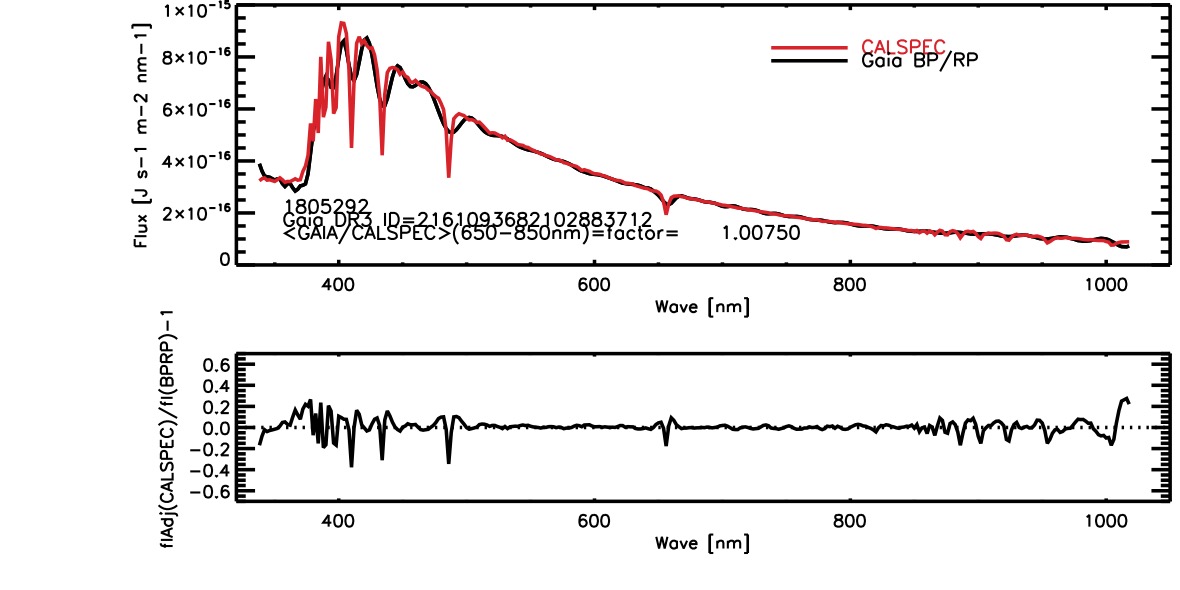 1×10−15
8×10−16
6×10−16
4×10−16
2×10−16
0
Flux [J s−1 m−2 nm−1]
CALSPEC
Gaia BP/RP
1805292
Gaia DR3 ID=2161093682102883712
<GAIA/CALSPEC>(650−850nm)=factor= 1.00750
400 600 800 1000
Wave [nm]
flAdj(CALSPEC)/fl(BPRP)−1
0.6
0.4
0.2
0.0
−0.2
−0.4
−0.6
400 600 800 1000
Wave [nm]